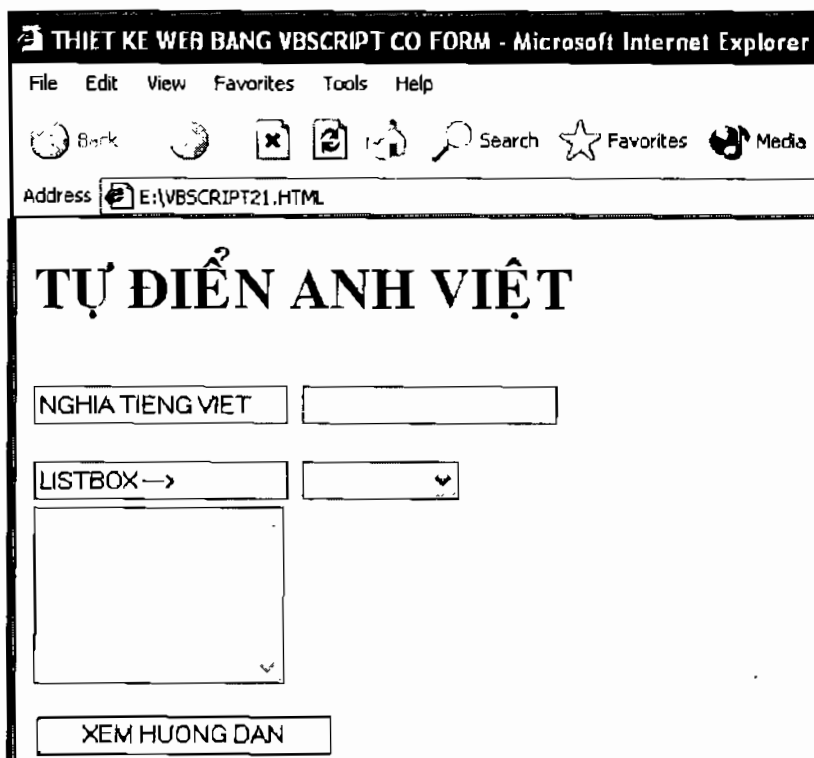 THIET KE WEB BANG VBSCRIPT CO FORM - Microsoft Internet Explorer
File Edit View Favorites Tools Help
Back Search Favorites Media
Address E:\VBSCRIPT21.HTML
TỰ ĐIỂN ANH VIỆT
NGHIA TIENG VIET
LISTBOX --->
XEM HUONG DAN